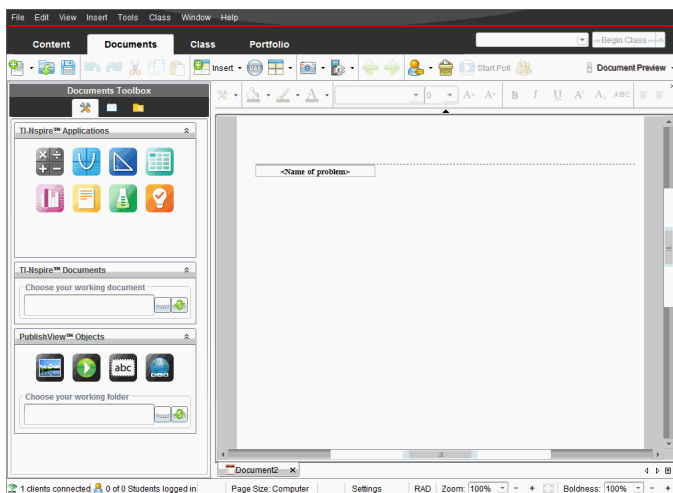 File Edit View Insert Tools Class Window Help
Content Documents Class Portfolio Begin Class
Insert var Start Poll Document Preview
Documents Toolbox
0 A+ A- B I U A ABC
TI-Nspire™ Applications
<Name of problem>
TI-Nspire™ Documents
Choose your working document
...
PublishView™ Objects
abc
Choose your working folder
...
Document2 x
1 clients connected 0 of 0 Students logged in Page Size: Computer Settings RAD Zoom: 100% - + Boldness: 100% - +